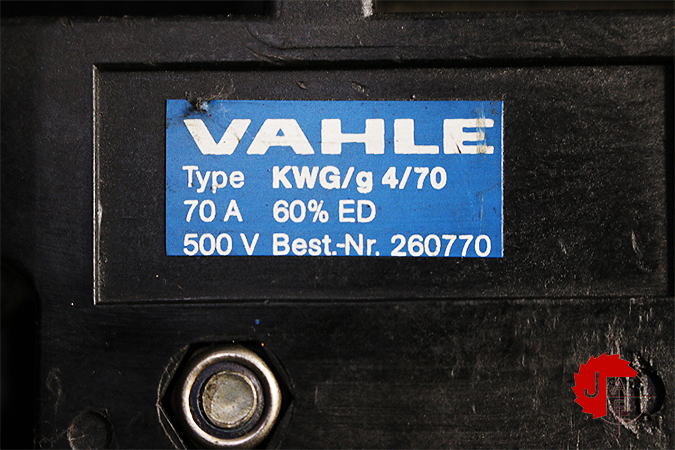 VAHLE
Type KWG/g 4/70
70 A 60% ED
500 V Best.-Nr. 260770